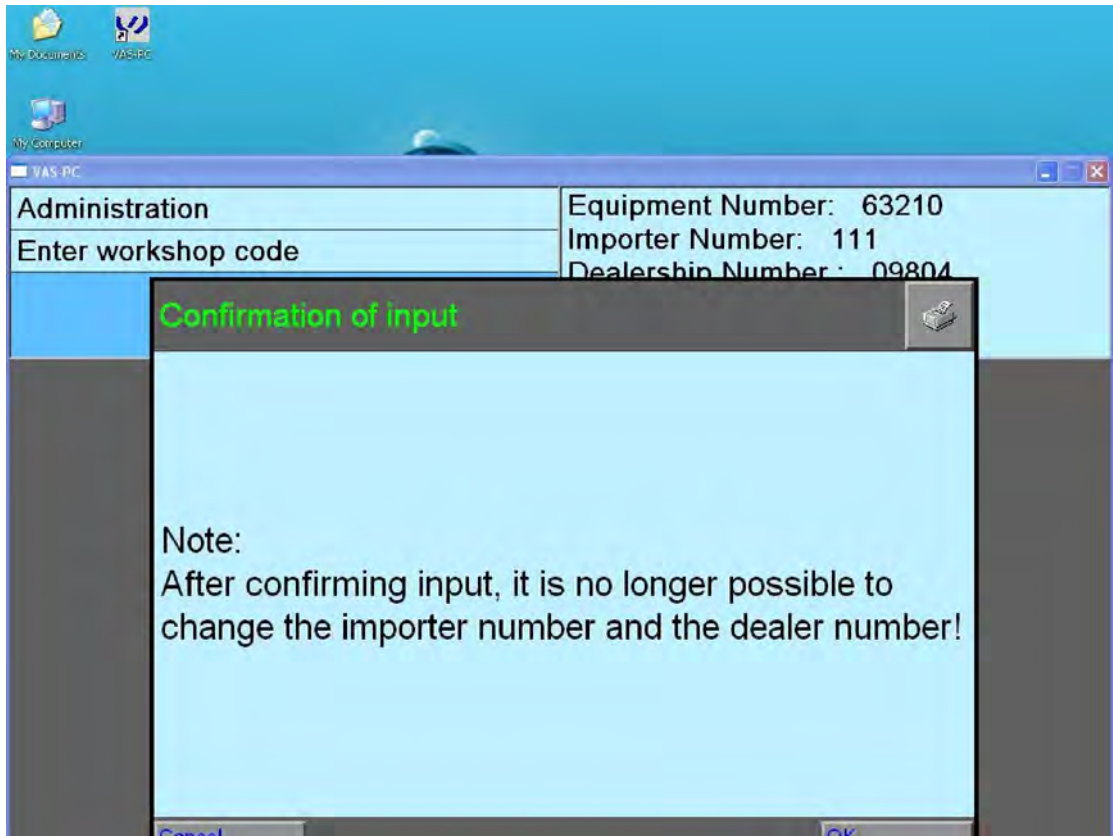 My Documents
VAS-PC
My Computer
VAS-PC
Administration
Enter workshop code
Equipment Number: 63210
Importer Number: 111
Dealership Number : 09804
Confirmation of input
Note:
After confirming input, it is no longer possible to
change the importer number and the dealer number!
Cancel
OK